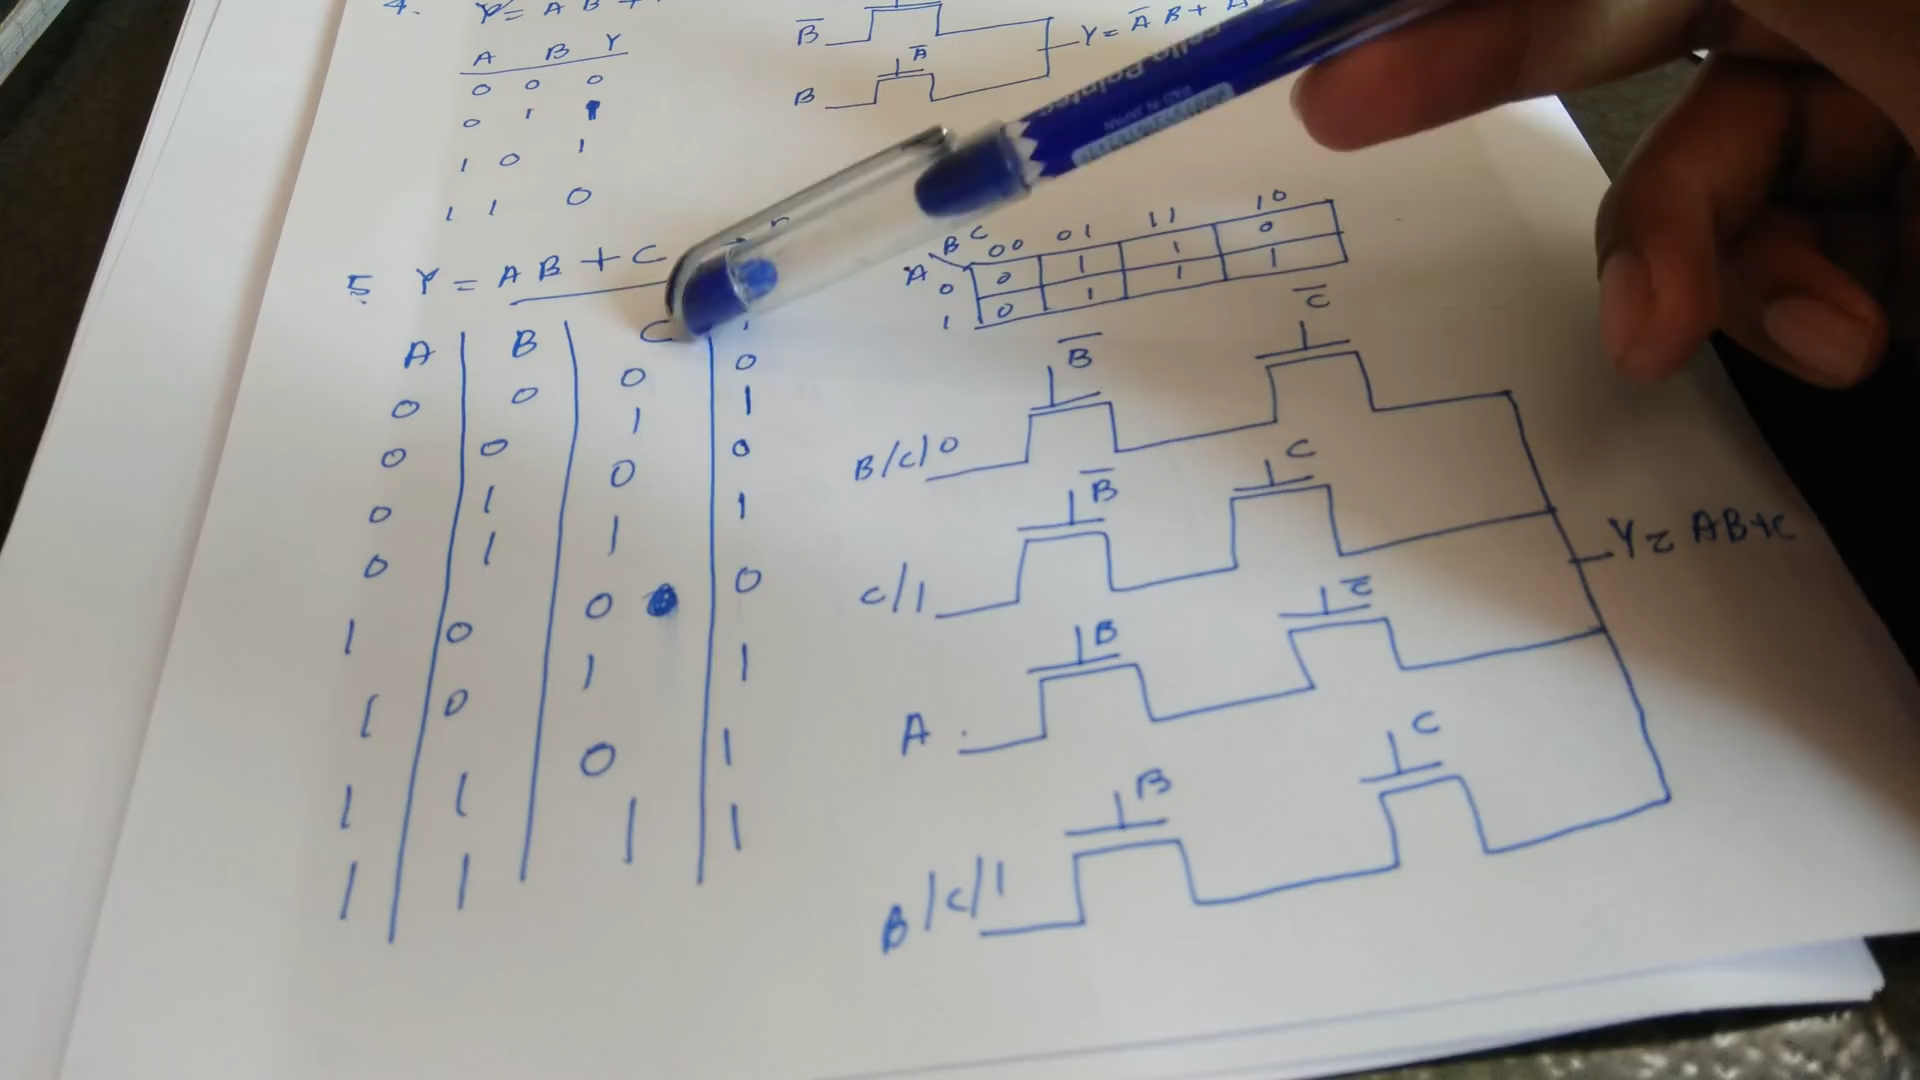 4. Y = A B +
A B Y
0 0 0
0 1 1
1 0 1
1 1 0
B̅
A̅
B
Y = A̅ B + A
5. Y = A B + C
A B C
0 0 0 0
0 0 1 1
0 1 0 0
0 1 1 1
1 0 0 0
1 0 1 1
1 1 0 1
1 1 1 1
A BC 00 01 11 10
0 0 1 1 0
1 0 1 1 1
B̅ C̅
B/C/0
B̅ C
C/1
B C̅
A
B C
B/C/1
Y = AB+C